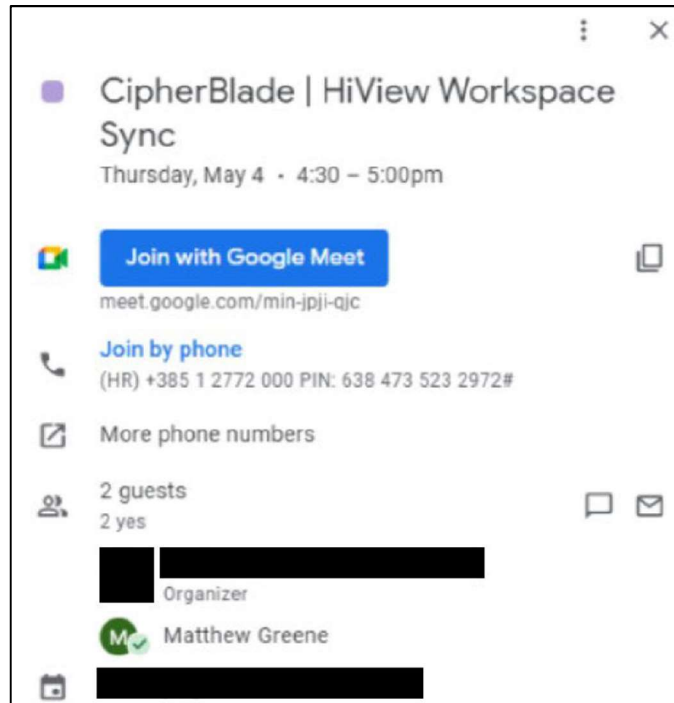 CipherBlade | HiView Workspace
Sync
Thursday, May 4 • 4:30 – 5:00pm
Join with Google Meet
meet.google.com/min-jpji-qjc
Join by phone
(HR) +385 1 2772 000 PIN: 638 473 523 2972#
More phone numbers
2 guests
2 yes
Organizer
M
Matthew Greene